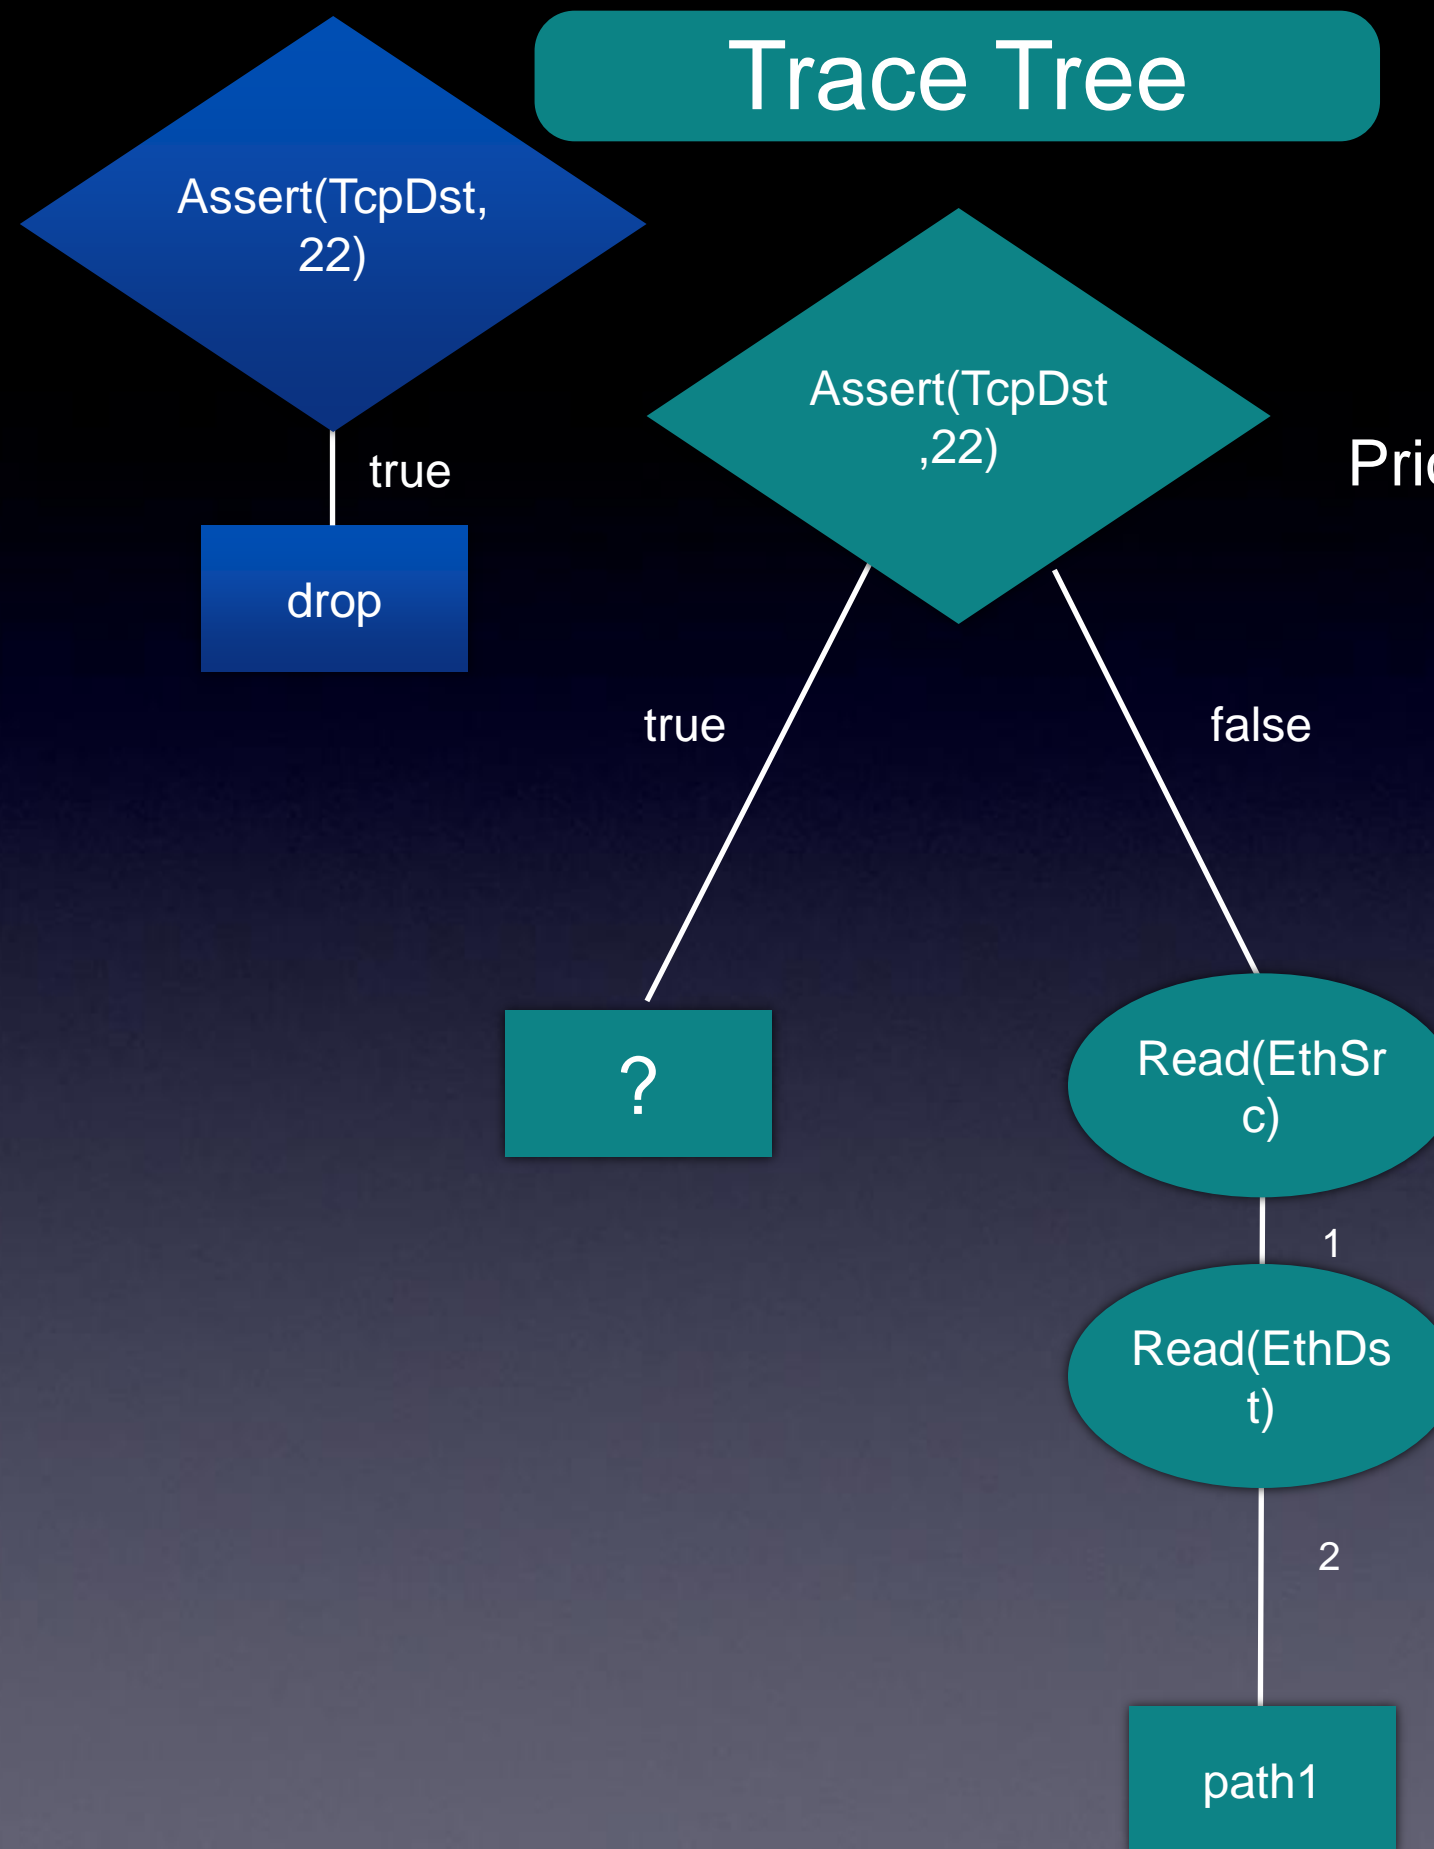 Trace Tree
Assert(TcpDst,
22)
true
drop
Assert(TcpDst
,22)
true
false
?
Read(EthSr
c)
1
Read(EthDs
t)
2
path1